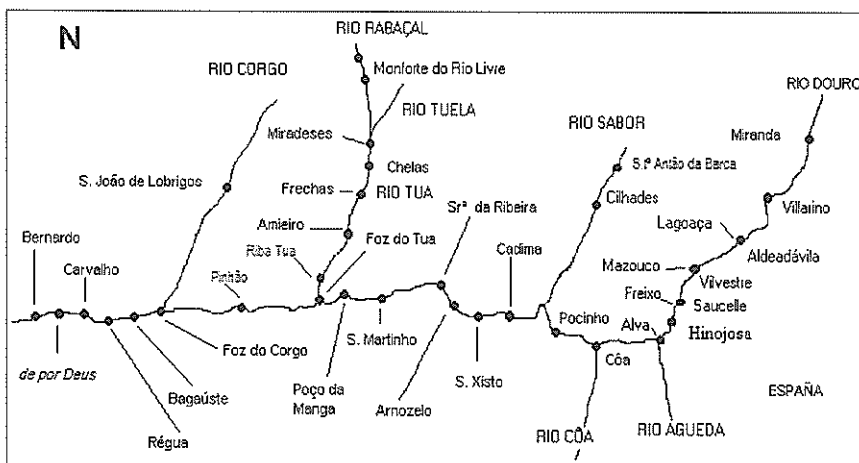 N
RIO RABAÇAL
RIO CORGO
Monforte do Rio Livre
RIO DOURO
RIO TUELA
RIO SABOR
Miradeses
Miranda
S.tº Antão da Barca
Chelas
S. João de Lobrigos
Frechas
RIO TUA
Cilhades
Srª da Ribeira
Villarino
Amieiro
Lagoaça
Bernardo
Foz do Tua
Cadima
Riba Tua
Aldeadávila
Carvalho
Pinhão
Mazouco
Vilvestre
Freixo
Saucelle
Pocinho
Alva
Hinojosa
S. Martinho
Foz do Corgo
Côa
de por Deus
Poço da
Manga
S. Xisto
Bagaúste
Arnozelo
ESPAÑA
Régua
RIO CÔA
RIO AGUEDA